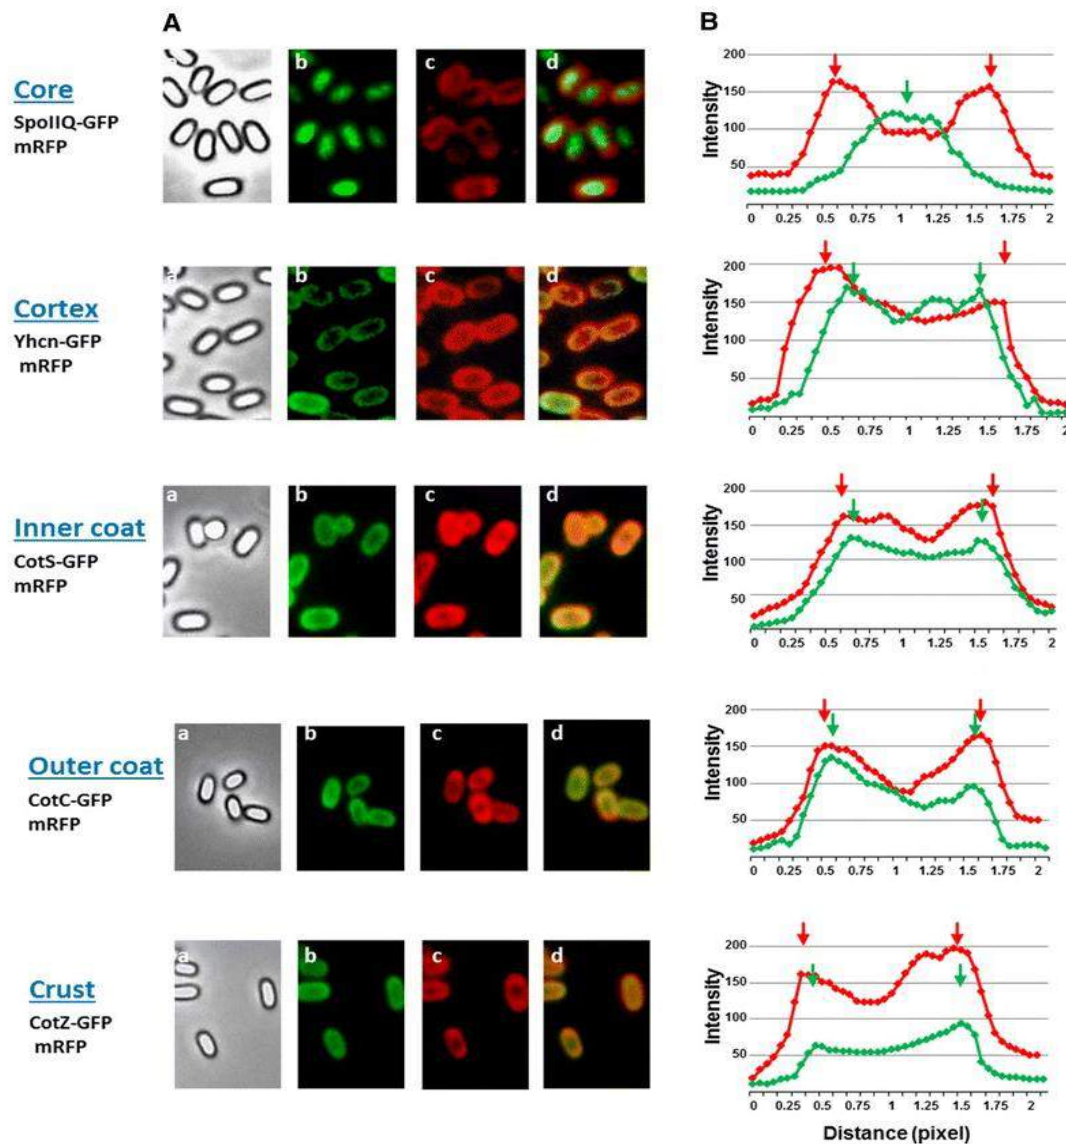 A
B
Core
SpoIIQ-GFP
mRFP
a
b
c
d
Intensity
200
150
100
50
0 0.25 0.5 0.75 1 1.25 1.5 1.75 2
Cortex
Yhcn-GFP
mRFP
a
b
c
d
Intensity
200
150
100
50
0 0.25 0.5 0.75 1 1.25 1.5 1.75 2
Inner coat
CotS-GFP
mRFP
a
b
c
d
Intensity
200
150
100
50
0 0.25 0.5 0.75 1 1.25 1.5 1.75 2
Outer coat
CotC-GFP
mRFP
a
b
c
d
Intensity
200
150
100
50
0 0.25 0.5 0.75 1 1.25 1.5 1.75 2
Crust
CotZ-GFP
mRFP
a
b
c
d
Intensity
200
150
100
50
0 0.25 0.5 0.75 1 1.25 1.5 1.75 2
Distance (pixel)